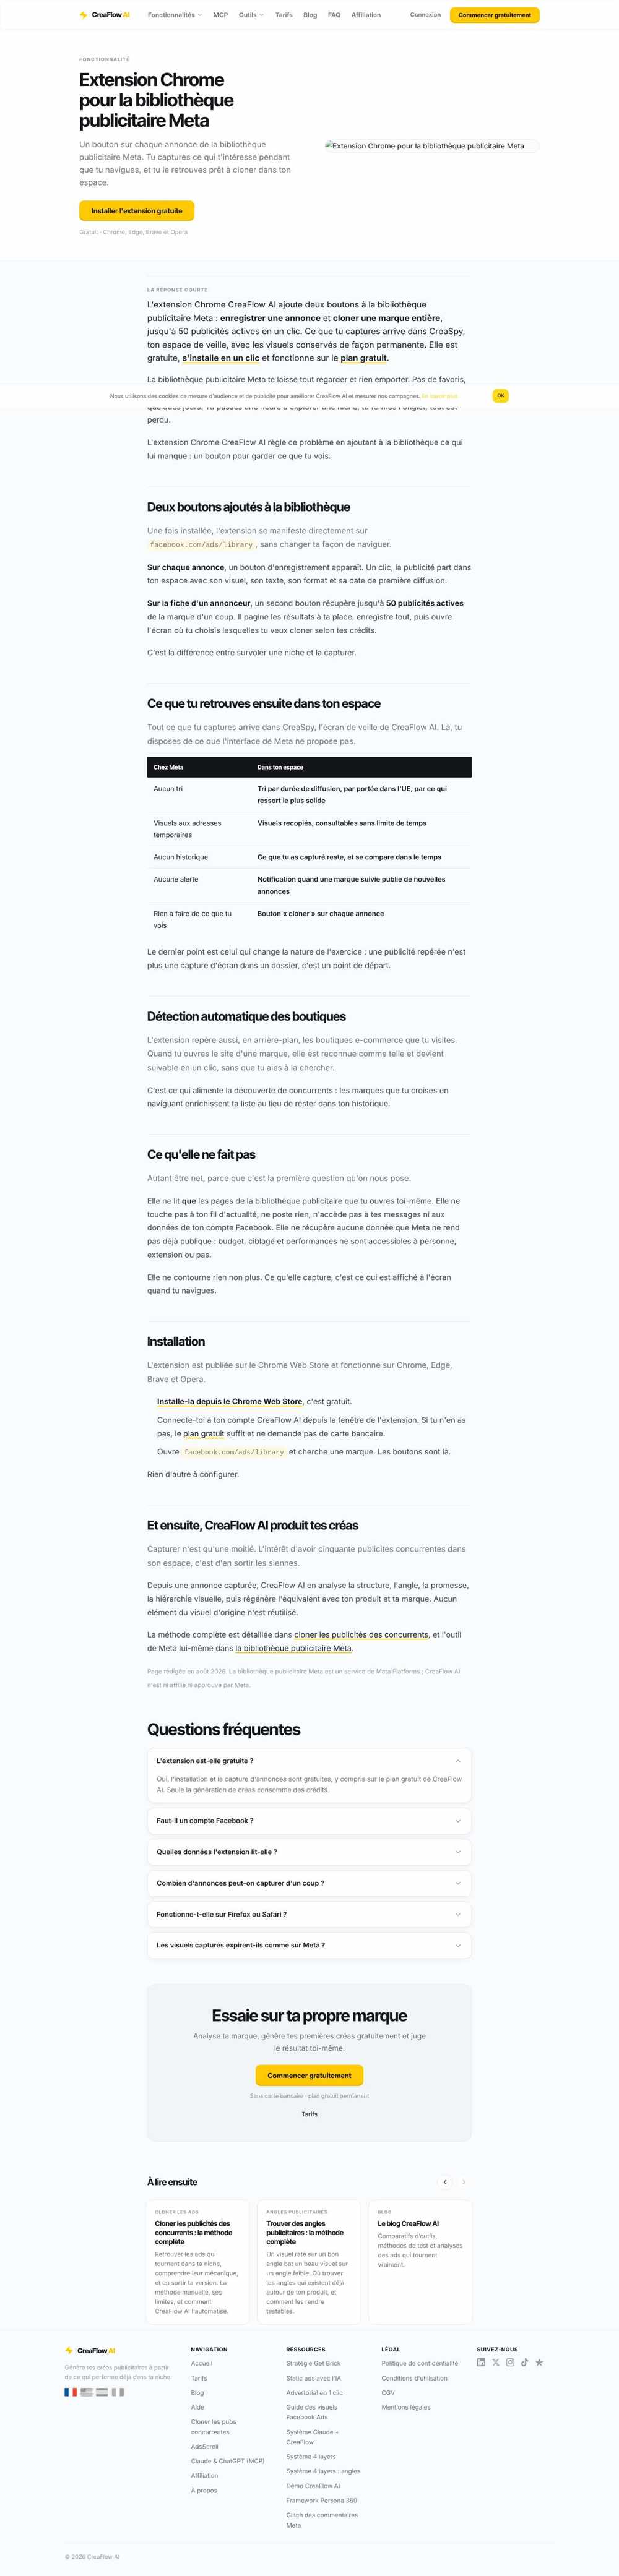 CreaFlow AI
Fonctionnalités
MCP
Outils
Tarifs
Blog
FAQ
Affiliation
Connexion
Commencer gratuitement
FONCTIONNALITÉ
Extension Chrome
pour la bibliothèque
publicitaire Meta
Un bouton sur chaque annonce de la bibliothèque
publicitaire Meta. Tu captures ce qui t'intéresse pendant
que tu navigues, et tu le retrouves prêt à cloner dans ton
espace.
Extension Chrome pour la bibliothèque publicitaire Meta
Installer l'extension gratuite
Gratuit · Chrome, Edge, Brave et Opera
LA RÉPONSE COURTE
L'extension Chrome CreaFlow AI ajoute deux boutons à la bibliothèque
publicitaire Meta : enregistrer une annonce et cloner une marque entière,
jusqu'à 50 publicités actives en un clic. Ce que tu captures arrive dans CreaSpy,
ton espace de veille, avec les visuels conservés de façon permanente. Elle est
gratuite, s'installe en un clic et fonctionne sur le plan gratuit.
La bibliothèque publicitaire Meta te laisse tout regarder et rien emporter. Pas de favoris,
Nous utilisons des cookies de mesure d'audience et de publicité pour améliorer CreaFlow AI et mesurer nos campagnes. En savoir plus
OK
quelques jours. Tu passes une heure à explorer une niche, tu fermes l'onglet, tout est
perdu.
L'extension Chrome CreaFlow AI règle ce problème en ajoutant à la bibliothèque ce qui
lui manque : un bouton pour garder ce que tu vois.
Deux boutons ajoutés à la bibliothèque
Une fois installée, l'extension se manifeste directement sur
facebook.com/ads/library , sans changer ta façon de naviguer.
Sur chaque annonce, un bouton d'enregistrement apparaît. Un clic, la publicité part dans
ton espace avec son visuel, son texte, son format et sa date de première diffusion.
Sur la fiche d'un annonceur, un second bouton récupère jusqu'à 50 publicités actives
de la marque d'un coup. Il pagine les résultats à ta place, enregistre tout, puis ouvre
l'écran où tu choisis lesquelles tu veux cloner selon tes crédits.
C'est la différence entre survoler une niche et la capturer.
Ce que tu retrouves ensuite dans ton espace
Tout ce que tu captures arrive dans CreaSpy, l'écran de veille de CreaFlow AI. Là, tu
disposes de ce que l'interface de Meta ne propose pas.
Chez Meta
Dans ton espace
Aucun tri
Tri par durée de diffusion, par portée dans l'UE, par ce qui
ressort le plus solide
Visuels aux adresses
temporaires
Visuels recopiés, consultables sans limite de temps
Aucun historique
Ce que tu as capturé reste, et se compare dans le temps
Aucune alerte
Notification quand une marque suivie publie de nouvelles
annonces
Rien à faire de ce que tu
vois
Bouton « cloner » sur chaque annonce
Le dernier point est celui qui change la nature de l'exercice : une publicité repérée n'est
plus une capture d'écran dans un dossier, c'est un point de départ.
Détection automatique des boutiques
L'extension repère aussi, en arrière-plan, les boutiques e-commerce que tu visites.
Quand tu ouvres le site d'une marque, elle est reconnue comme telle et devient
suivable en un clic, sans que tu aies à la chercher.
C'est ce qui alimente la découverte de concurrents : les marques que tu croises en
naviguant enrichissent ta liste au lieu de rester dans ton historique.
Ce qu'elle ne fait pas
Autant être net, parce que c'est la première question qu'on nous pose.
Elle ne lit que les pages de la bibliothèque publicitaire que tu ouvres toi-même. Elle ne
touche pas à ton fil d'actualité, ne poste rien, n'accède pas à tes messages ni aux
données de ton compte Facebook. Elle ne récupère aucune donnée que Meta ne rend
pas déjà publique : budget, ciblage et performances ne sont accessibles à personne,
extension ou pas.
Elle ne contourne rien non plus. Ce qu'elle capture, c'est ce qui est affiché à l'écran
quand tu navigues.
Installation
L'extension est publiée sur le Chrome Web Store et fonctionne sur Chrome, Edge,
Brave et Opera.
Installe-la depuis le Chrome Web Store, c'est gratuit.
Connecte-toi à ton compte CreaFlow AI depuis la fenêtre de l'extension. Si tu n'en as
pas, le plan gratuit suffit et ne demande pas de carte bancaire.
Ouvre facebook.com/ads/library et cherche une marque. Les boutons sont là.
Rien d'autre à configurer.
Et ensuite, CreaFlow AI produit tes créas
Capturer n'est qu'une moitié. L'intérêt d'avoir cinquante publicités concurrentes dans
son espace, c'est d'en sortir les siennes.
Depuis une annonce capturée, CreaFlow AI en analyse la structure, l'angle, la promesse,
la hiérarchie visuelle, puis régénère l'équivalent avec ton produit et ta marque. Aucun
élément du visuel d'origine n'est réutilisé.
La méthode complète est détaillée dans cloner les publicités des concurrents, et l'outil
de Meta lui-même dans la bibliothèque publicitaire Meta.
Page rédigée en août 2026. La bibliothèque publicitaire Meta est un service de Meta Platforms ; CreaFlow AI
n'est ni affilié ni approuvé par Meta.
Questions fréquentes
L'extension est-elle gratuite ?
Oui, l'installation et la capture d'annonces sont gratuites, y compris sur le plan gratuit de CreaFlow
AI. Seule la génération de créas consomme des crédits.
Faut-il un compte Facebook ?
Quelles données l'extension lit-elle ?
Combien d'annonces peut-on capturer d'un coup ?
Fonctionne-t-elle sur Firefox ou Safari ?
Les visuels capturés expirent-ils comme sur Meta ?
Essaie sur ta propre marque
Analyse ta marque, génère tes premières créas gratuitement et juge
le résultat toi-même.
Commencer gratuitement
Sans carte bancaire · plan gratuit permanent
Tarifs
À lire ensuite
CLONER LES ADS
Cloner les publicités des
concurrents : la méthode
complète
Retrouver les ads qui
tournent dans ta niche,
comprendre leur mécanique,
et en sortir ta version. La
méthode manuelle, ses
limites, et comment
CreaFlow AI l'automatise.
ANGLES PUBLICITAIRES
Trouver des angles
publicitaires : la méthode
complète
Un visuel raté sur un bon
angle bat un beau visuel sur
un angle faible. Où trouver
les angles qui existent déjà
autour de ton produit, et
comment les rendre
testables.
BLOG
Le blog CreaFlow AI
Comparatifs d'outils,
méthodes de test et analyses
des ads qui tournent
vraiment.
CreaFlow AI
Génère tes créas publicitaires à partir
de ce qui performe déjà dans ta niche.
NAVIGATION
Accueil
Tarifs
Blog
Aide
Cloner les pubs
concurrentes
AdsScroll
Claude & ChatGPT (MCP)
Affiliation
À propos
RESSOURCES
Stratégie Get Brick
Static ads avec l'IA
Advertorial en 1 clic
Guide des visuels
Facebook Ads
Système Claude ×
CreaFlow
Système 4 layers
Système 4 layers : angles
Démo CreaFlow AI
Framework Persona 360
Glitch des commentaires
Meta
LÉGAL
Politique de confidentialité
Conditions d'utilisation
CGV
Mentions légales
SUIVEZ-NOUS
© 2026 CreaFlow AI